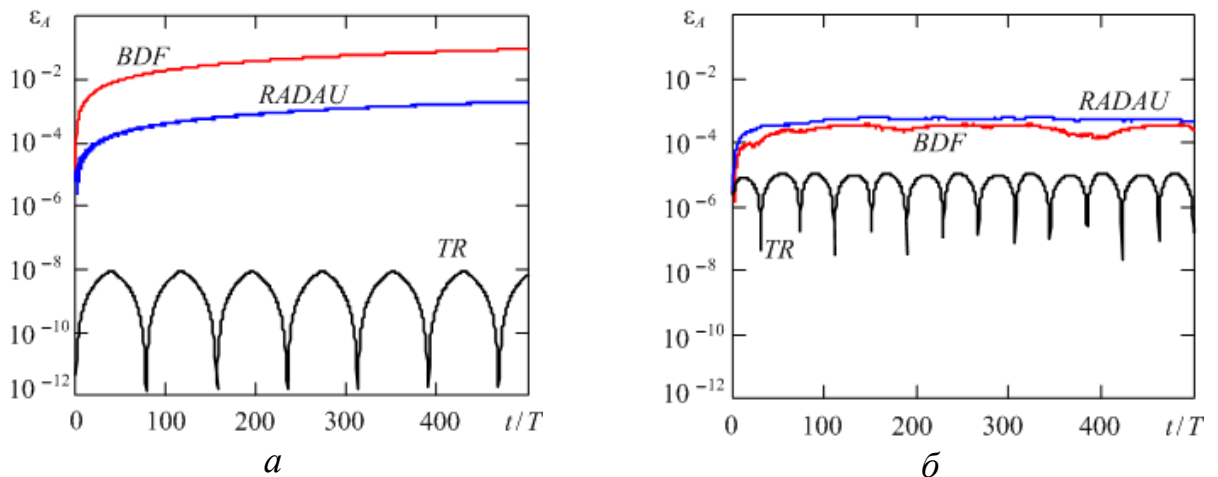 ε_A
10⁻²
10⁻⁴
10⁻⁶
10⁻⁸
10⁻¹⁰
10⁻¹²
BDF
RADAU
TR
0 100 200 300 400 t/T
а
ε_A
10⁻²
10⁻⁴
10⁻⁶
10⁻⁸
10⁻¹⁰
10⁻¹²
RADAU
BDF
TR
0 100 200 300 400 t/T
б